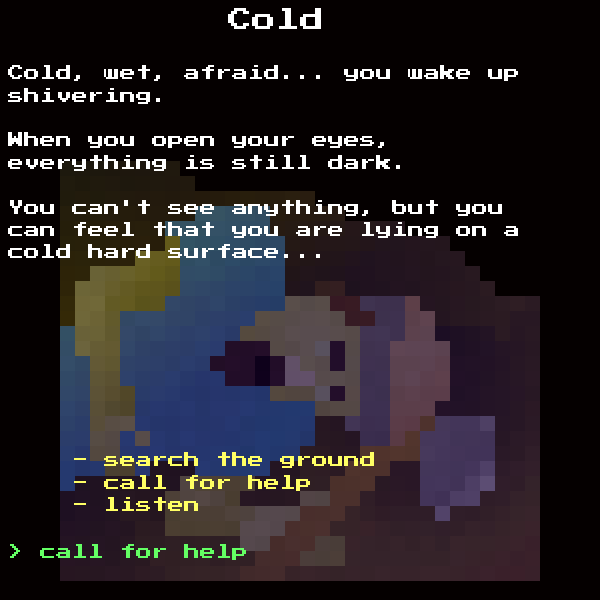 Cold
Cold, wet, afraid... you wake up
shivering.
When you open your eyes,
everything is still dark.
You can't see anything, but you
can feel that you are lying on a
cold hard surface...
- search the ground
- call for help
- listen
> call for help